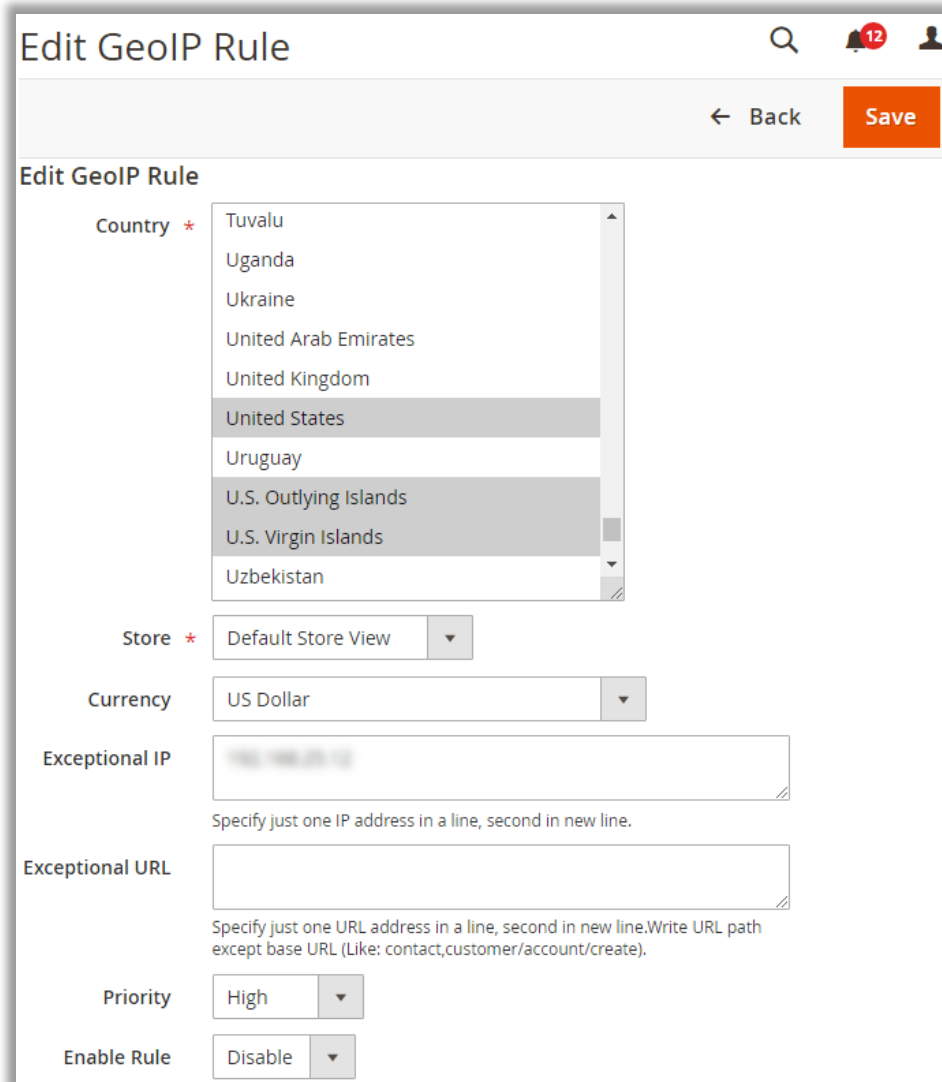 Edit GeoIP Rule
12
← Back
Save
Edit GeoIP Rule
Country *
Tuvalu
Uganda
Ukraine
United Arab Emirates
United Kingdom
United States
Uruguay
U.S. Outlying Islands
U.S. Virgin Islands
Uzbekistan
Store * Default Store View
Currency US Dollar
Exceptional IP
Specify just one IP address in a line, second in new line.
Exceptional URL
Specify just one URL address in a line, second in new line.Write URL path
except base URL (Like: contact,customer/account/create).
Priority High
Enable Rule Disable